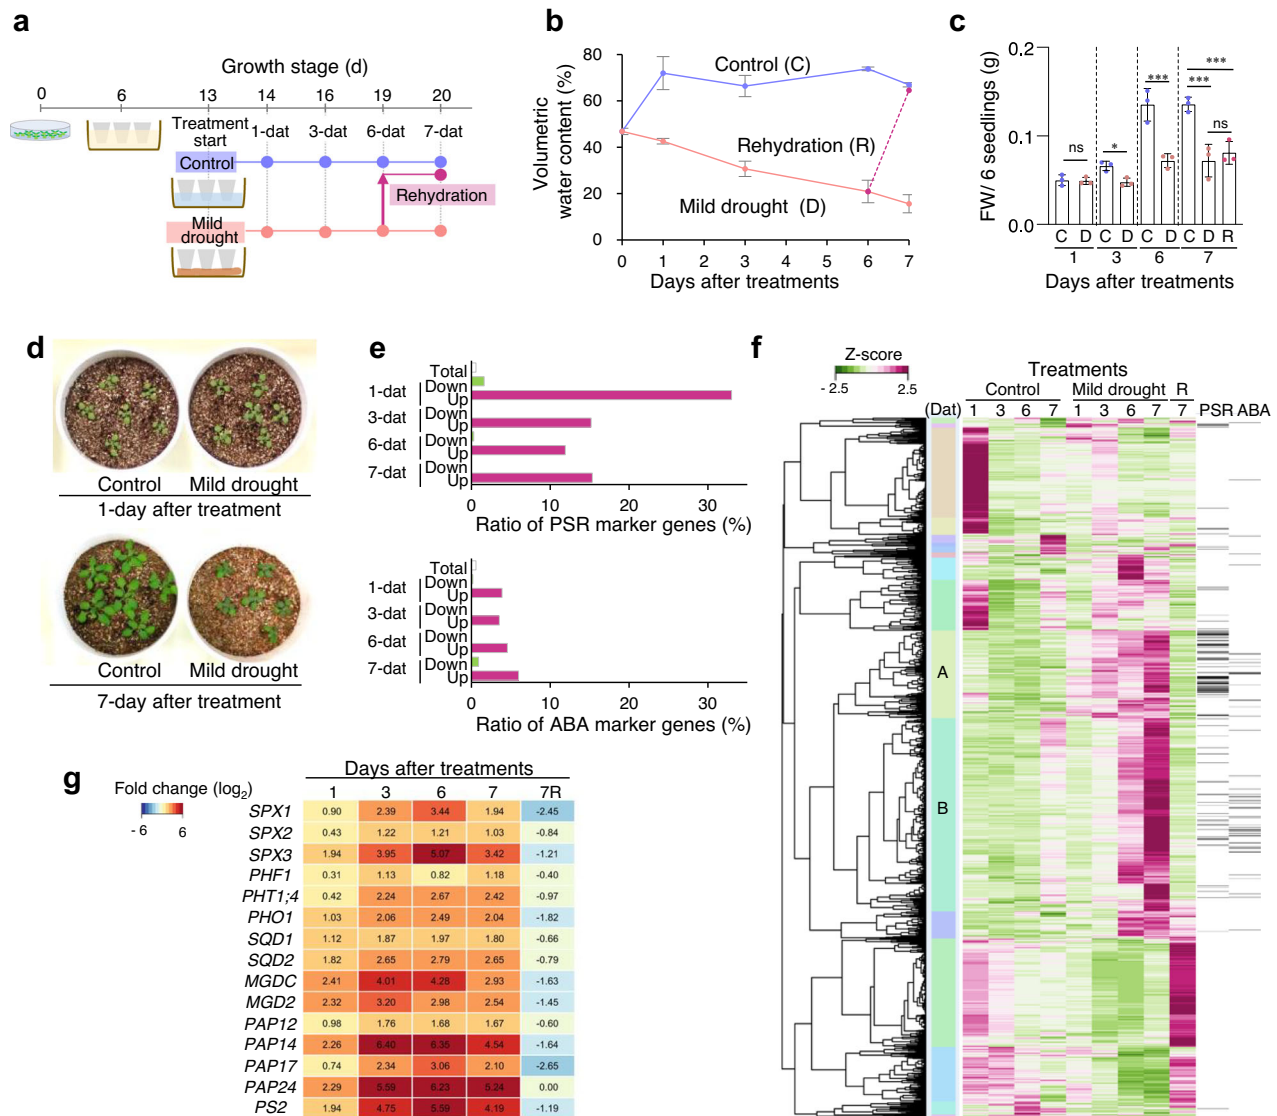 a
Growth stage (d)
0 6 13 14 16 19 20
Treatment start
1-dat 3-dat 6-dat 7-dat
Control
Rehydration
Mild drought
b
Volumetric water content (%)
80
60
40
20
0
Control (C)
Rehydration (R)
Mild drought (D)
0 1 2 3 4 5 6 7
Days after treatments
c
FW/ 6 seedlings (g)
0.2
0.1
0.0
ns * *** *** *** ns
C D C D C D C D R
1 3 6 7
Days after treatments
d
Control Mild drought
1-day after treatment
Control Mild drought
7-day after treatment
e
Total
1-dat Down
Up
3-dat Down
Up
6-dat Down
Up
7-dat Down
Up
0 10 20 30
Ratio of PSR marker genes (%)
Total
1-dat Down
Up
3-dat Down
Up
6-dat Down
Up
7-dat Down
Up
0 10 20 30
Ratio of ABA marker genes (%)
f
Z-score
- 2.5 2.5
Treatments
Control Mild drought R
(Dat) 1 3 6 7 1 3 6 7 7 PSR ABA
A
B
g
Fold change (log2)
- 6 6
Days after treatments
1 3 6 7 7R
SPX1 0.90 2.39 3.44 1.94 -2.45
SPX2 0.43 1.22 1.21 1.03 -0.84
SPX3 1.94 3.95 5.07 3.42 -1.21
PHF1 0.31 1.13 0.82 1.18 -0.40
PHT1;4 0.42 2.24 2.67 2.42 -0.97
PHO1 1.03 2.06 2.49 2.04 -1.82
SQD1 1.12 1.87 1.97 1.80 -0.66
SQD2 1.82 2.65 2.79 2.65 -0.79
MGDC 2.41 4.01 4.28 2.93 -1.63
MGD2 2.32 3.20 2.98 2.54 -1.45
PAP12 0.98 1.76 1.68 1.67 -0.60
PAP14 2.26 6.40 6.35 4.54 -1.64
PAP17 0.74 2.34 3.06 2.10 -2.65
PAP24 2.29 5.59 6.23 5.24 0.00
PS2 1.94 4.75 5.59 4.19 -1.19